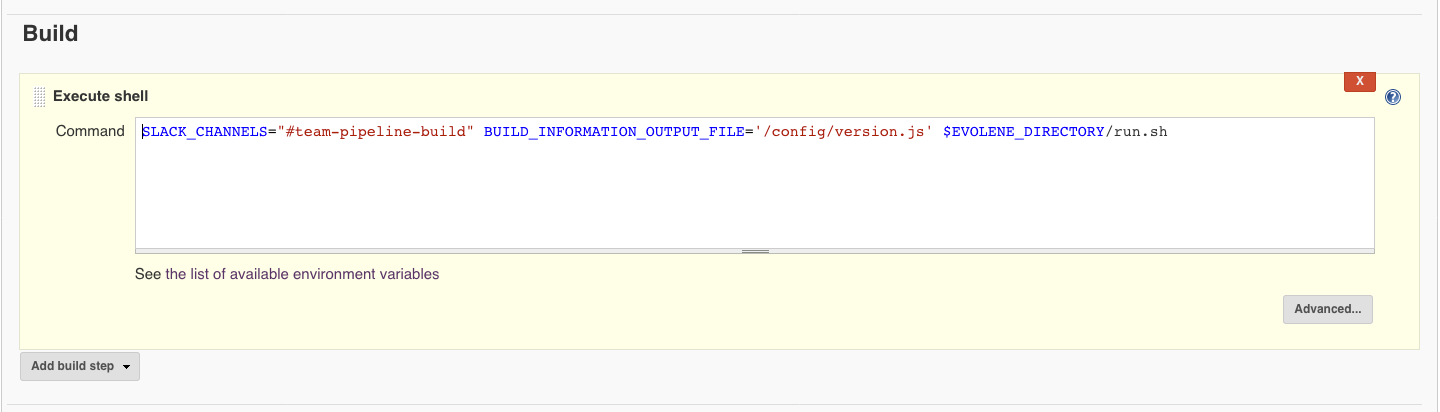 Build
X
Execute shell
?
Command
SLACK_CHANNELS="#team-pipeline-build" BUILD_INFORMATION_OUTPUT_FILE='/config/version.js' $EVOLENE_DIRECTORY/run.sh
See the list of available environment variables
Advanced...
Add build step